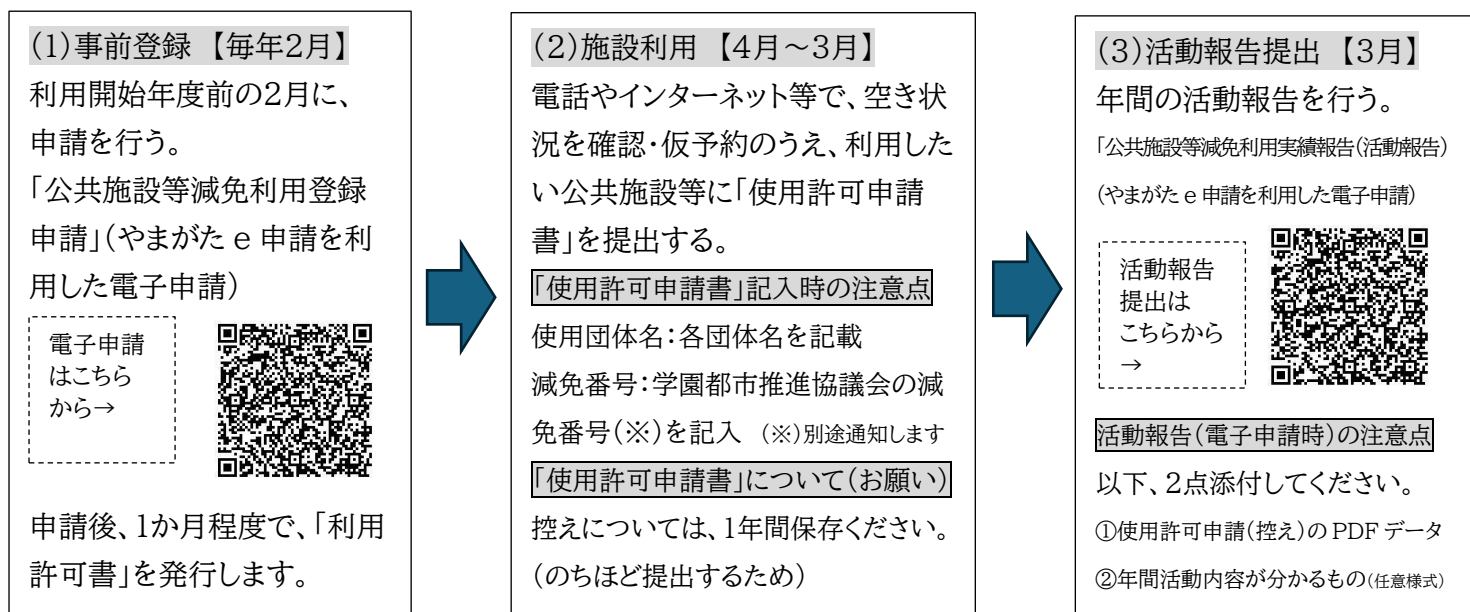 (1)事前登録 【毎年2月】
利用開始年度前の2月に、
申請を行う。
「公共施設等減免利用登録
申請」(やまがた e 申請を利
用した電子申請)
電子申請
はこちら
から→
申請後、1か月程度で、「利用
許可書」を発行します。
(2)施設利用 【4月～3月】
電話やインターネット等で、空き状
況を確認・仮予約のうえ、利用した
い公共施設等に「使用許可申請
書」を提出する。
「使用許可申請書」記入時の注意点
使用団体名:各団体名を記載
減免番号:学園都市推進協議会の減
免番号(※)を記入 (※)別途通知します
「使用許可申請書」について(お願い)
控えについては、1年間保存ください。
(のちほど提出するため)
(3)活動報告提出 【3月】
年間の活動報告を行う。
「公共施設等減免利用実績報告(活動報告)
(やまがた e 申請を利用した電子申請)
活動報告
提出は
こちらから
→
活動報告(電子申請時)の注意点
以下、2点添付してください。
①使用許可申請(控え)の PDF データ
②年間活動内容が分かるもの(任意様式)